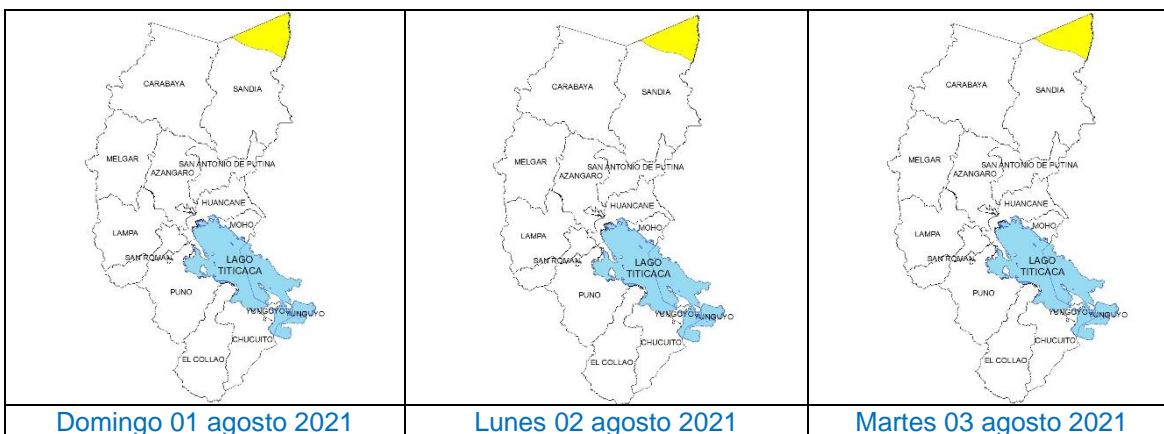 CARABAYA
SANDIA
MELGAR
SAN ANTONIO DE PUTINA
AZANGARO
HUANCANE
MOHO
LAMPA
SAN ROMAN
LAGO
TITICACA
PUNO
YUNGUYO
YUNGUYO
CHUCUITO
EL COLLAO
Domingo 01 agosto 2021
CARABAYA
SANDIA
MELGAR
SAN ANTONIO DE PUTINA
AZANGARO
HUANCANE
MOHO
LAMPA
SAN ROMAN
LAGO
TITICACA
PUNO
YUNGUYO
YUNGUYO
CHUCUITO
EL COLLAO
Lunes 02 agosto 2021
CARABAYA
SANDIA
MELGAR
SAN ANTONIO DE PUTINA
AZANGARO
HUANCANE
MOHO
LAMPA
SAN ROMAN
LAGO
TITICACA
PUNO
YUNGUYO
YUNGUYO
CHUCUITO
EL COLLAO
Martes 03 agosto 2021